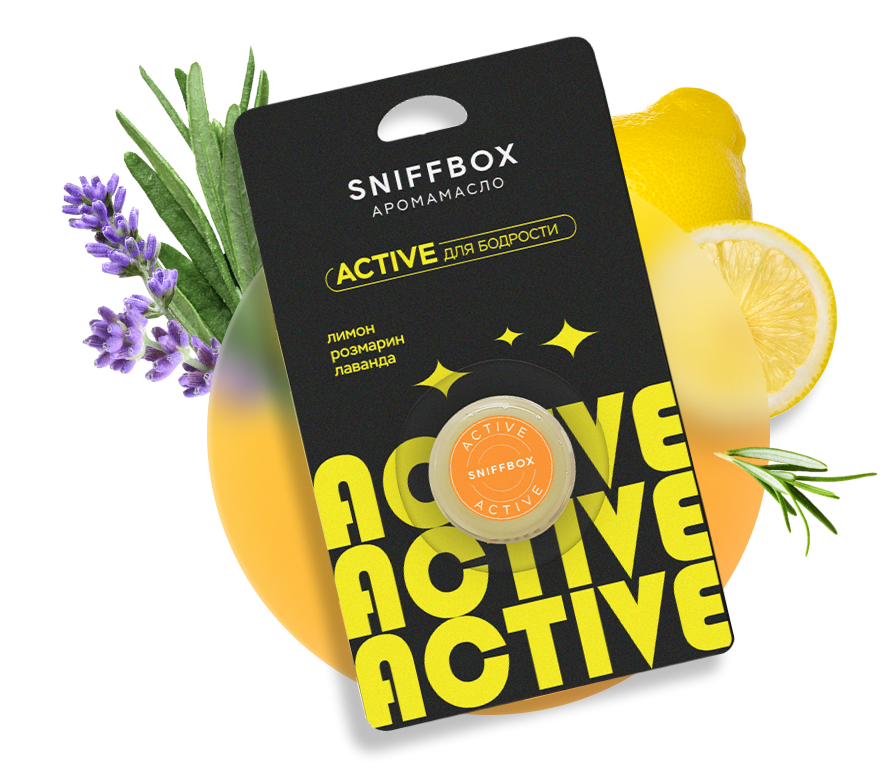 SNIFFBOX
АРОМАМАСЛО
ACTIVE ДЛЯ БОДРОСТИ
лимон
розмарин
лаванда
ACTIVE
SNIFFBOX
ACTIVE
ACTIVE
ACTIVE
ACTIVE